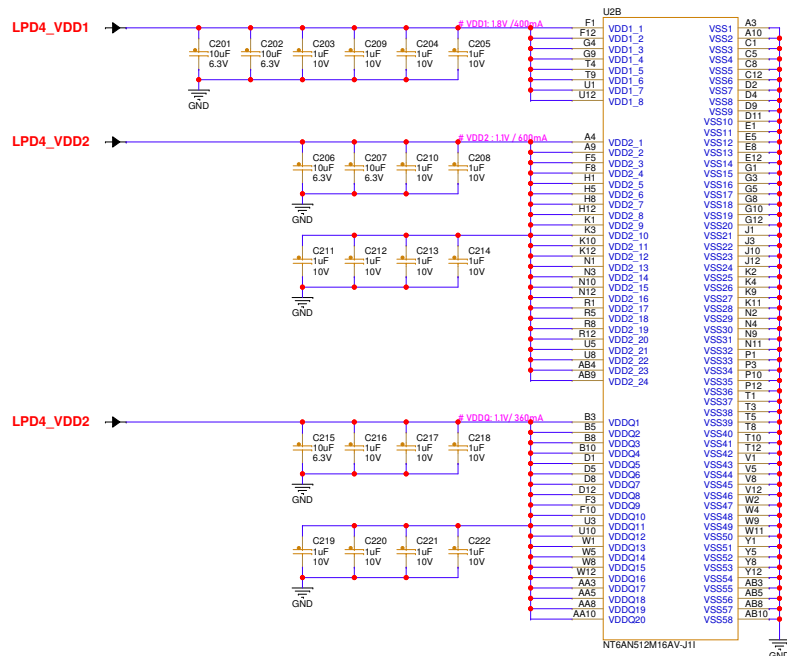 U2B
LPD4_VDD1
# VDD1: 1.8V /400mA
C201
10uF
6.3V
C202
10uF
6.3V
C203
1uF
10V
C209
1uF
10V
C204
1uF
10V
C205
1uF
10V
GND
F1 VDD1_1
F12 VDD1_2
G4 VDD1_3
G9 VDD1_4
T4 VDD1_5
T9 VDD1_6
U1 VDD1_7
U12 VDD1_8
LPD4_VDD2
# VDD2 : 1.1V / 600mA
C206
10uF
6.3V
C207
10uF
6.3V
C210
1uF
10V
C208
1uF
10V
GND
C211
1uF
10V
C212
1uF
10V
C213
1uF
10V
C214
1uF
10V
GND
A4 VDD2_1
A9 VDD2_2
F5 VDD2_3
F8 VDD2_4
H1 VDD2_5
H5 VDD2_6
H8 VDD2_7
H12 VDD2_8
K1 VDD2_9
K3 VDD2_10
K10 VDD2_11
K12 VDD2_12
N1 VDD2_13
N3 VDD2_14
N10 VDD2_15
N12 VDD2_16
R1 VDD2_17
R5 VDD2_18
R8 VDD2_19
R12 VDD2_20
U5 VDD2_21
U8 VDD2_22
AB4 VDD2_23
AB9 VDD2_24
LPD4_VDD2
# VDDQ: 1.1V/ 360mA
C215
10uF
6.3V
C216
1uF
10V
C217
1uF
10V
C218
1uF
10V
GND
C219
1uF
10V
C220
1uF
10V
C221
1uF
10V
C222
1uF
10V
GND
B3 VDDQ1
B5 VDDQ2
B8 VDDQ3
B10 VDDQ4
D1 VDDQ5
D5 VDDQ6
D8 VDDQ7
D12 VDDQ8
F3 VDDQ9
F10 VDDQ10
U3 VDDQ11
U10 VDDQ12
W1 VDDQ13
W5 VDDQ14
W8 VDDQ15
W12 VDDQ16
AA3 VDDQ17
AA5 VDDQ18
AA8 VDDQ19
AA10 VDDQ20
VSS1 A3
VSS2 A10
VSS3 C1
VSS4 C5
VSS5 C8
VSS6 C12
VSS7 D2
VSS8 D4
VSS9 D9
VSS10 D11
VSS11 E1
VSS12 E5
VSS13 E8
VSS14 E12
VSS15 G1
VSS16 G3
VSS17 G5
VSS18 G8
VSS19 G10
VSS20 G12
VSS21 J1
VSS22 J3
VSS23 J10
VSS24 J12
VSS25 K2
VSS26 K4
VSS27 K9
VSS28 K11
VSS29 N2
VSS30 N4
VSS31 N9
VSS32 N11
VSS33 P1
VSS34 P3
VSS35 P10
VSS36 P12
VSS37 T1
VSS38 T3
VSS39 T5
VSS40 T8
VSS41 T10
VSS42 T12
VSS43 V1
VSS44 V5
VSS45 V8
VSS46 V12
VSS47 W2
VSS48 W4
VSS49 W9
VSS50 W11
VSS51 Y1
VSS52 Y5
VSS53 Y8
VSS54 Y12
VSS55 AB3
VSS56 AB5
VSS57 AB8
VSS58 AB10
NT6AN512M16AV-J1I
GND